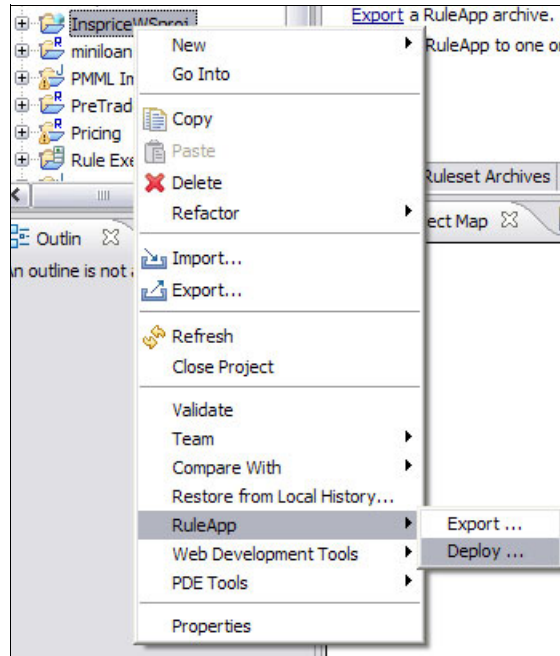 InspriceWSproj
miniloan
PMML Im
PreTrad
Pricing
Rule Exe
Export a RuleApp archive.
RuleApp to one o
Ruleset Archives
Outlin
ect Map
An outline is not a
New
Go Into
Copy
Paste
Delete
Refactor
Import...
Export...
Refresh
Close Project
Validate
Team
Compare With
Restore from Local History...
RuleApp
Web Development Tools
PDE Tools
Properties
Export ...
Deploy ...